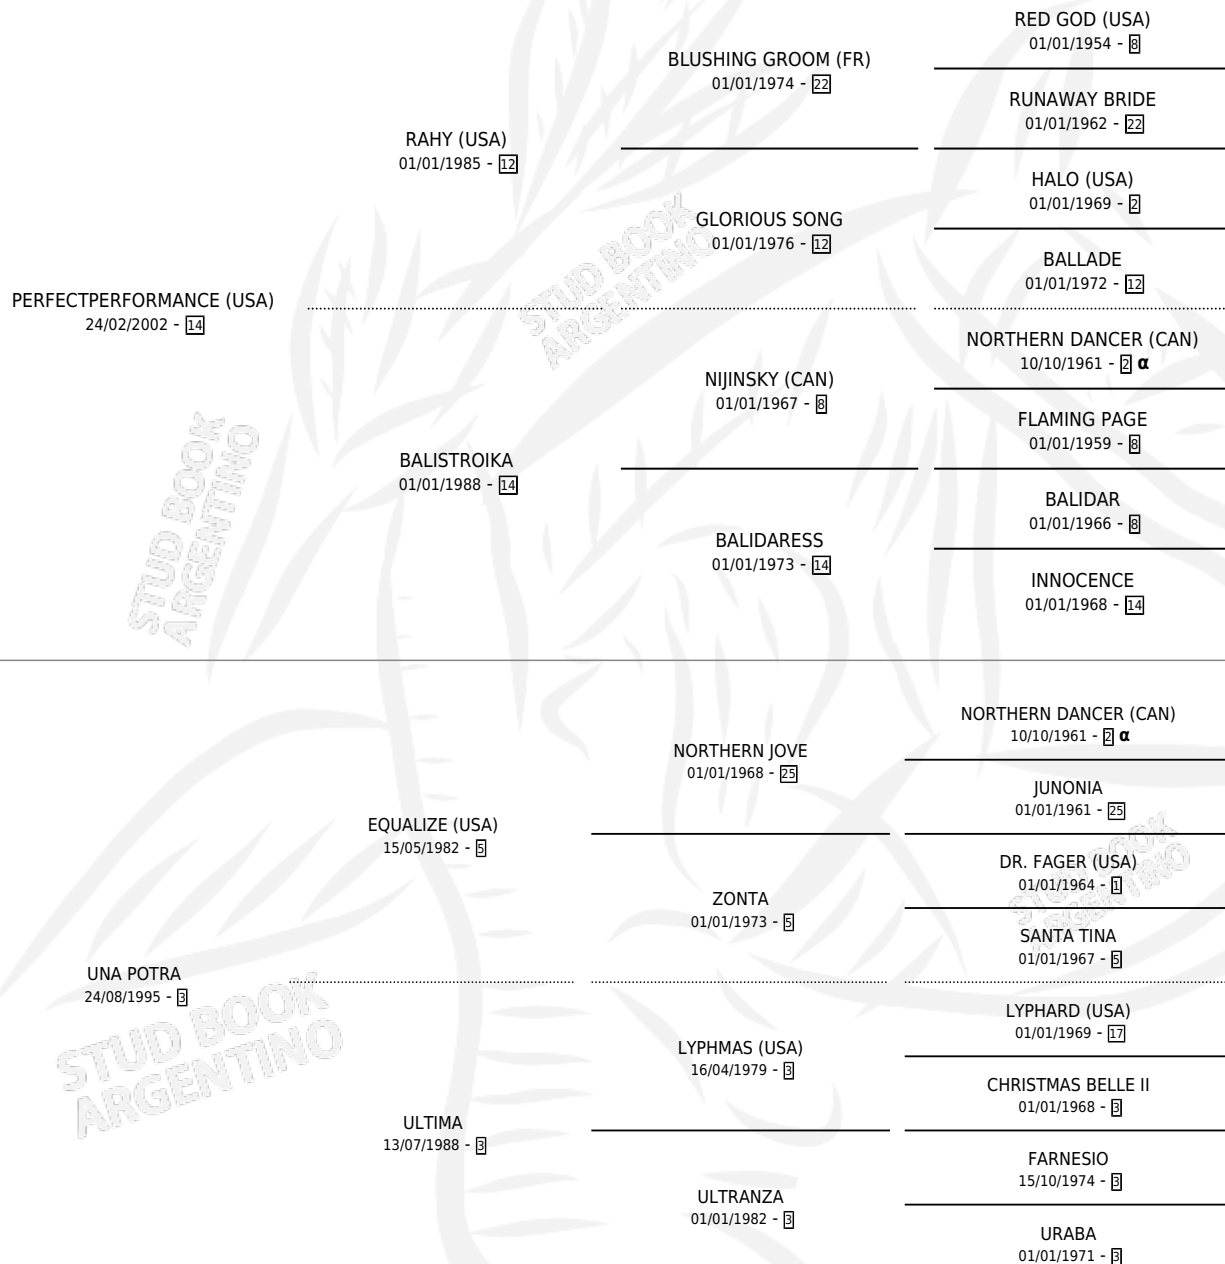 RED GOD (USA)
01/01/1954 - 8
BLUSHING GROOM (FR)
01/01/1974 - 22
RUNAWAY BRIDE
01/01/1962 - 22
RAHY (USA)
01/01/1985 - 12
HALO (USA)
01/01/1969 - 2
GLORIOUS SONG
01/01/1976 - 12
BALLADE
01/01/1972 - 12
PERFECTPERFORMANCE (USA)
24/02/2002 - 14
NORTHERN DANCER (CAN)
10/10/1961 - 2 α
NIJINSKY (CAN)
01/01/1967 - 8
FLAMING PAGE
01/01/1959 - 8
BALISTROIKA
01/01/1988 - 14
BALIDAR
01/01/1966 - 8
BALIDARESS
01/01/1973 - 14
INNOCENCE
01/01/1968 - 14
NORTHERN DANCER (CAN)
10/10/1961 - 2 α
NORTHERN JOVE
01/01/1968 - 25
JUNONIA
01/01/1961 - 25
EQUALIZE (USA)
15/05/1982 - 5
DR. FAGER (USA)
01/01/1964 - 1
ZONTA
01/01/1973 - 5
SANTA TINA
01/01/1967 - 5
UNA POTRA
24/08/1995 - 3
LYPHARD (USA)
01/01/1969 - 17
LYPHMAS (USA)
16/04/1979 - 3
CHRISTMAS BELLE II
01/01/1968 - 3
ULTIMA
13/07/1988 - 3
FARNESIO
15/10/1974 - 3
ULTRANZA
01/01/1982 - 3
URABA
01/01/1971 - 3
STUD BOOK
ARGENTINO
STUD BOOK
ARGENTINO
STUD BOOK
ARGENTINO
STUD BOOK
ARGENTINO